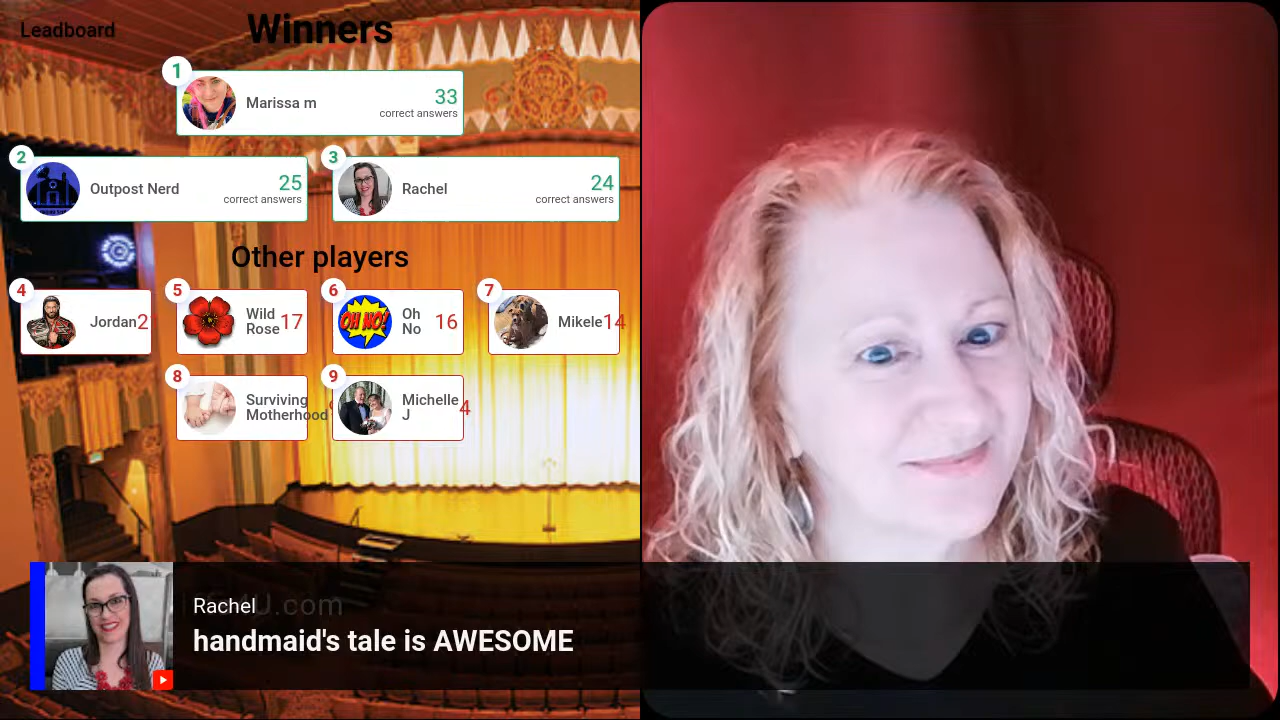 Leadboard
Winners
1
Marissa m
33
correct answers
2
Outpost Nerd
25
correct answers
3
Rachel
24
correct answers
Other players
4
Jordan
5
Wild
Rose
17
6
OH NO!
Oh
No
16
7
Mikele
14
8
Surviving
Motherhood
9
Michelle
J
4
Rachel
handmaid's tale is AWESOME